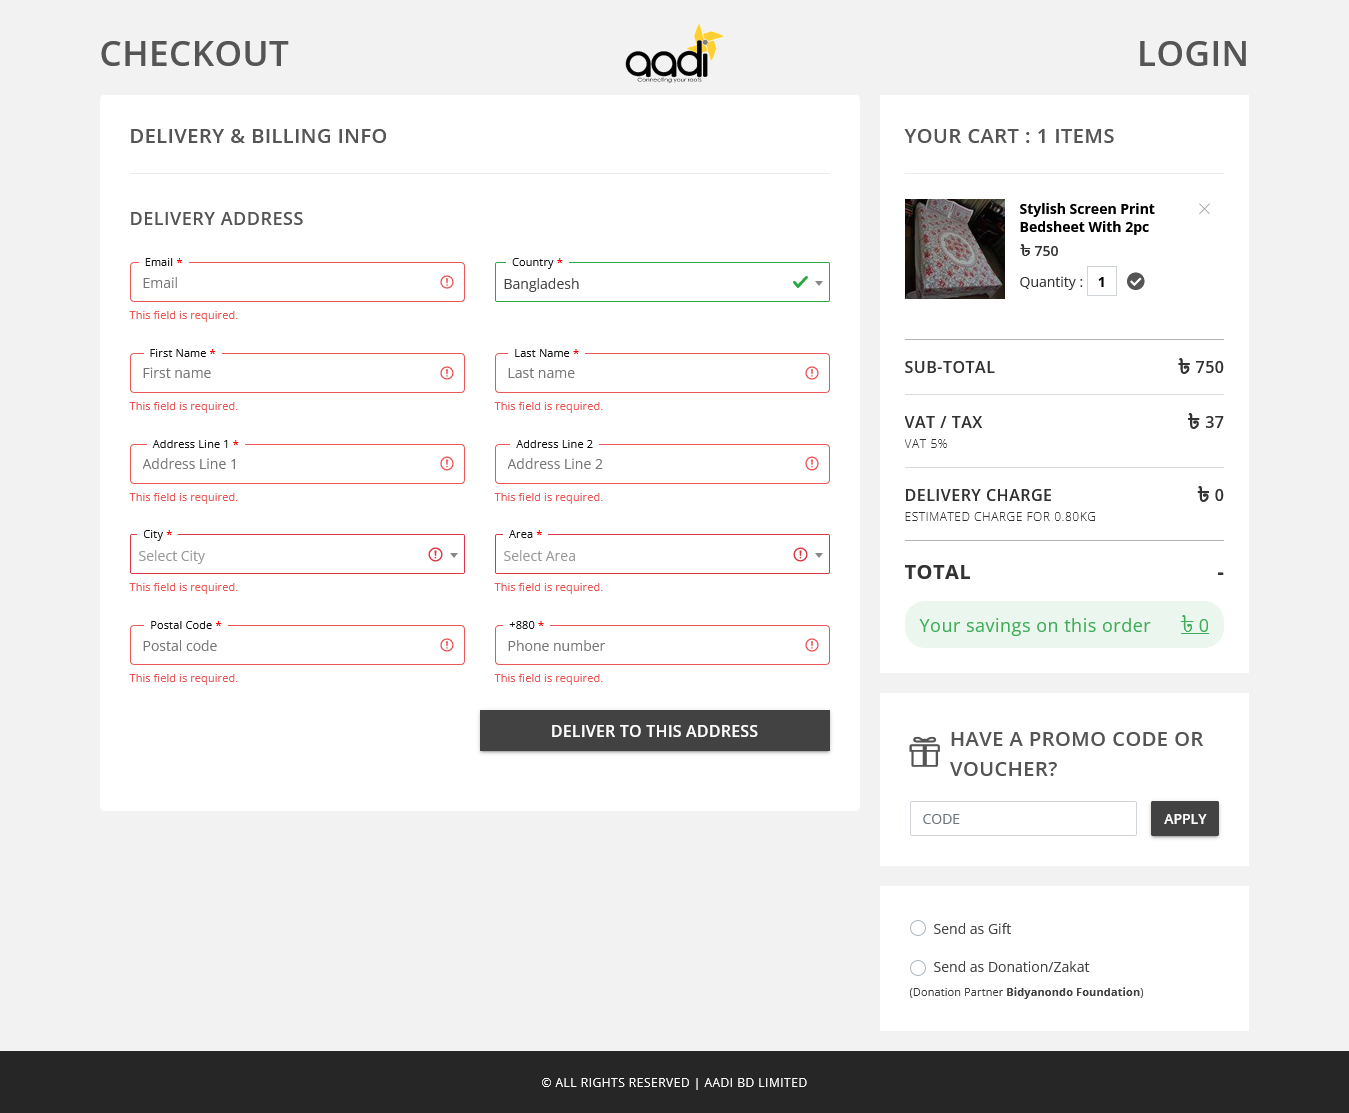 CHECKOUT
aadi
Connecting your roots
LOGIN
DELIVERY & BILLING INFO
DELIVERY ADDRESS
Email *
Email
This field is required.
Country *
Bangladesh
First Name *
First name
This field is required.
Last Name *
Last name
This field is required.
Address Line 1 *
Address Line 1
This field is required.
Address Line 2
Address Line 2
This field is required.
City *
Select City
This field is required.
Area *
Select Area
This field is required.
Postal Code *
Postal code
This field is required.
+880 *
Phone number
This field is required.
DELIVER TO THIS ADDRESS
YOUR CART : 1 ITEMS
Stylish Screen Print
Bedsheet With 2pc
৳ 750
Quantity : 1
SUB-TOTAL ৳ 750
VAT / TAX ৳ 37
VAT 5%
DELIVERY CHARGE ৳ 0
ESTIMATED CHARGE FOR 0.80KG
TOTAL -
Your savings on this order ৳ 0
HAVE A PROMO CODE OR
VOUCHER?
CODE
APPLY
Send as Gift
Send as Donation/Zakat
(Donation Partner Bidyanondo Foundation)
© ALL RIGHTS RESERVED | AADI BD LIMITED